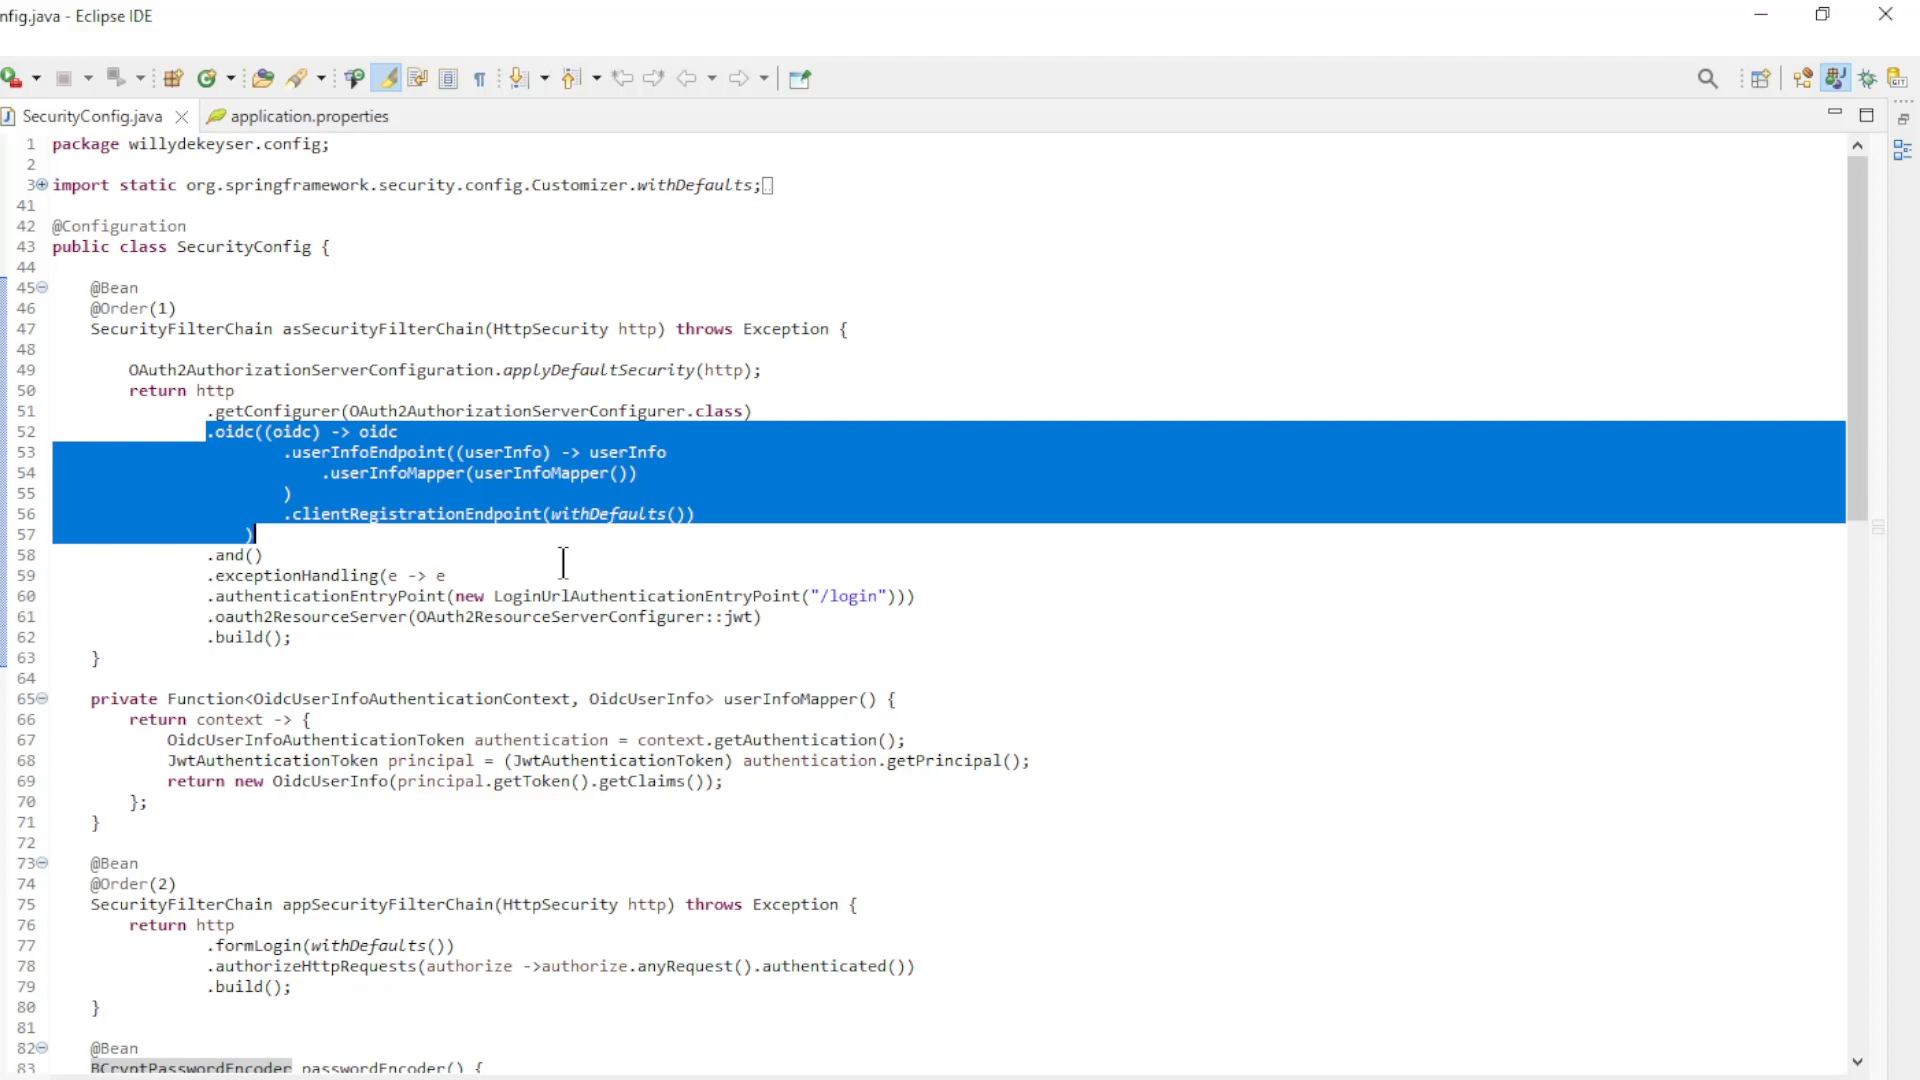 nfig.java - Eclipse IDE
SecurityConfig.java
application.properties
1 package willydekeyser.config;
2
3 import static org.springframework.security.config.Customizer.withDefaults;
41
42 @Configuration
43 public class SecurityConfig {
44
45 @Bean
46 @Order(1)
47 SecurityFilterChain asSecurityFilterChain(HttpSecurity http) throws Exception {
48
49 OAuth2AuthorizationServerConfiguration.applyDefaultSecurity(http);
50 return http
51 .getConfigurer(OAuth2AuthorizationServerConfigurer.class)
52 .oidc((oidc) -> oidc
53 .userInfoEndpoint((userInfo) -> userInfo
54 .userInfoMapper(userInfoMapper())
55 )
56 .clientRegistrationEndpoint(withDefaults())
57 )
58 .and()
59 .exceptionHandling(e -> e
60 .authenticationEntryPoint(new LoginUrlAuthenticationEntryPoint("/login")))
61 .oauth2ResourceServer(OAuth2ResourceServerConfigurer::jwt)
62 .build();
63 }
64
65 private Function<OidcUserInfoAuthenticationContext, OidcUserInfo> userInfoMapper() {
66 return context -> {
67 OidcUserInfoAuthenticationToken authentication = context.getAuthentication();
68 JwtAuthenticationToken principal = (JwtAuthenticationToken) authentication.getPrincipal();
69 return new OidcUserInfo(principal.getToken().getClaims());
70 };
71 }
72
73 @Bean
74 @Order(2)
75 SecurityFilterChain appSecurityFilterChain(HttpSecurity http) throws Exception {
76 return http
77 .formLogin(withDefaults())
78 .authorizeHttpRequests(authorize ->authorize.anyRequest().authenticated())
79 .build();
80 }
81
82 @Bean
83 BCryptPasswordEncoder passwordEncoder() {